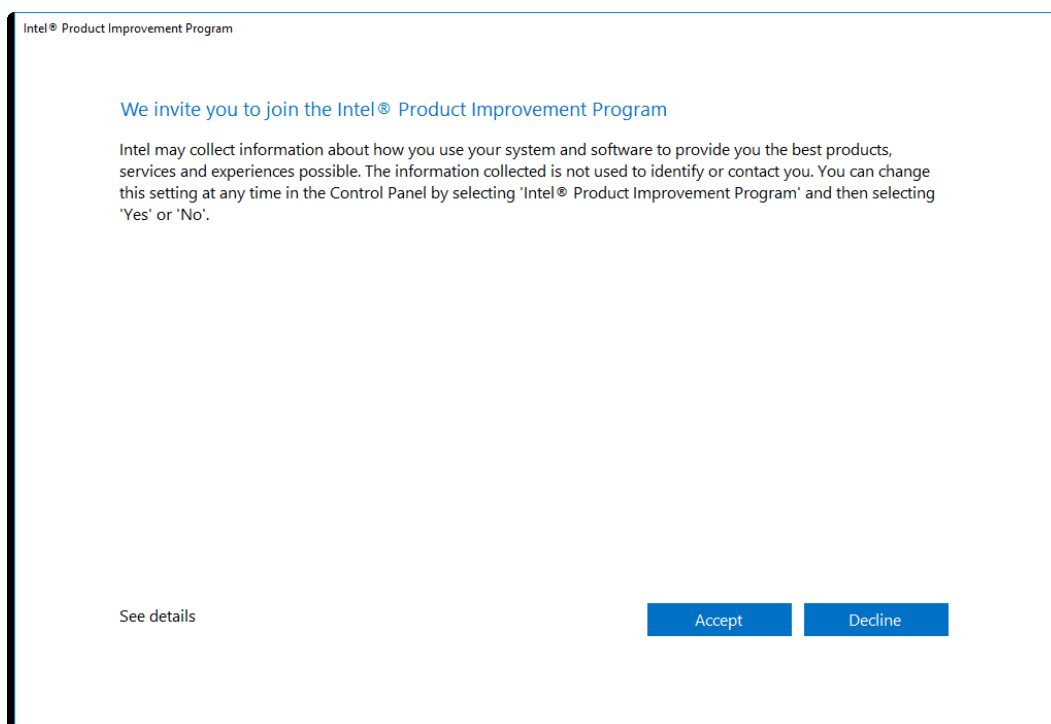 Intel® Product Improvement Program
We invite you to join the Intel® Product Improvement Program
Intel may collect information about how you use your system and software to provide you the best products,
services and experiences possible. The information collected is not used to identify or contact you. You can change
this setting at any time in the Control Panel by selecting 'Intel® Product Improvement Program' and then selecting
'Yes' or 'No'.
See details
Accept
Decline